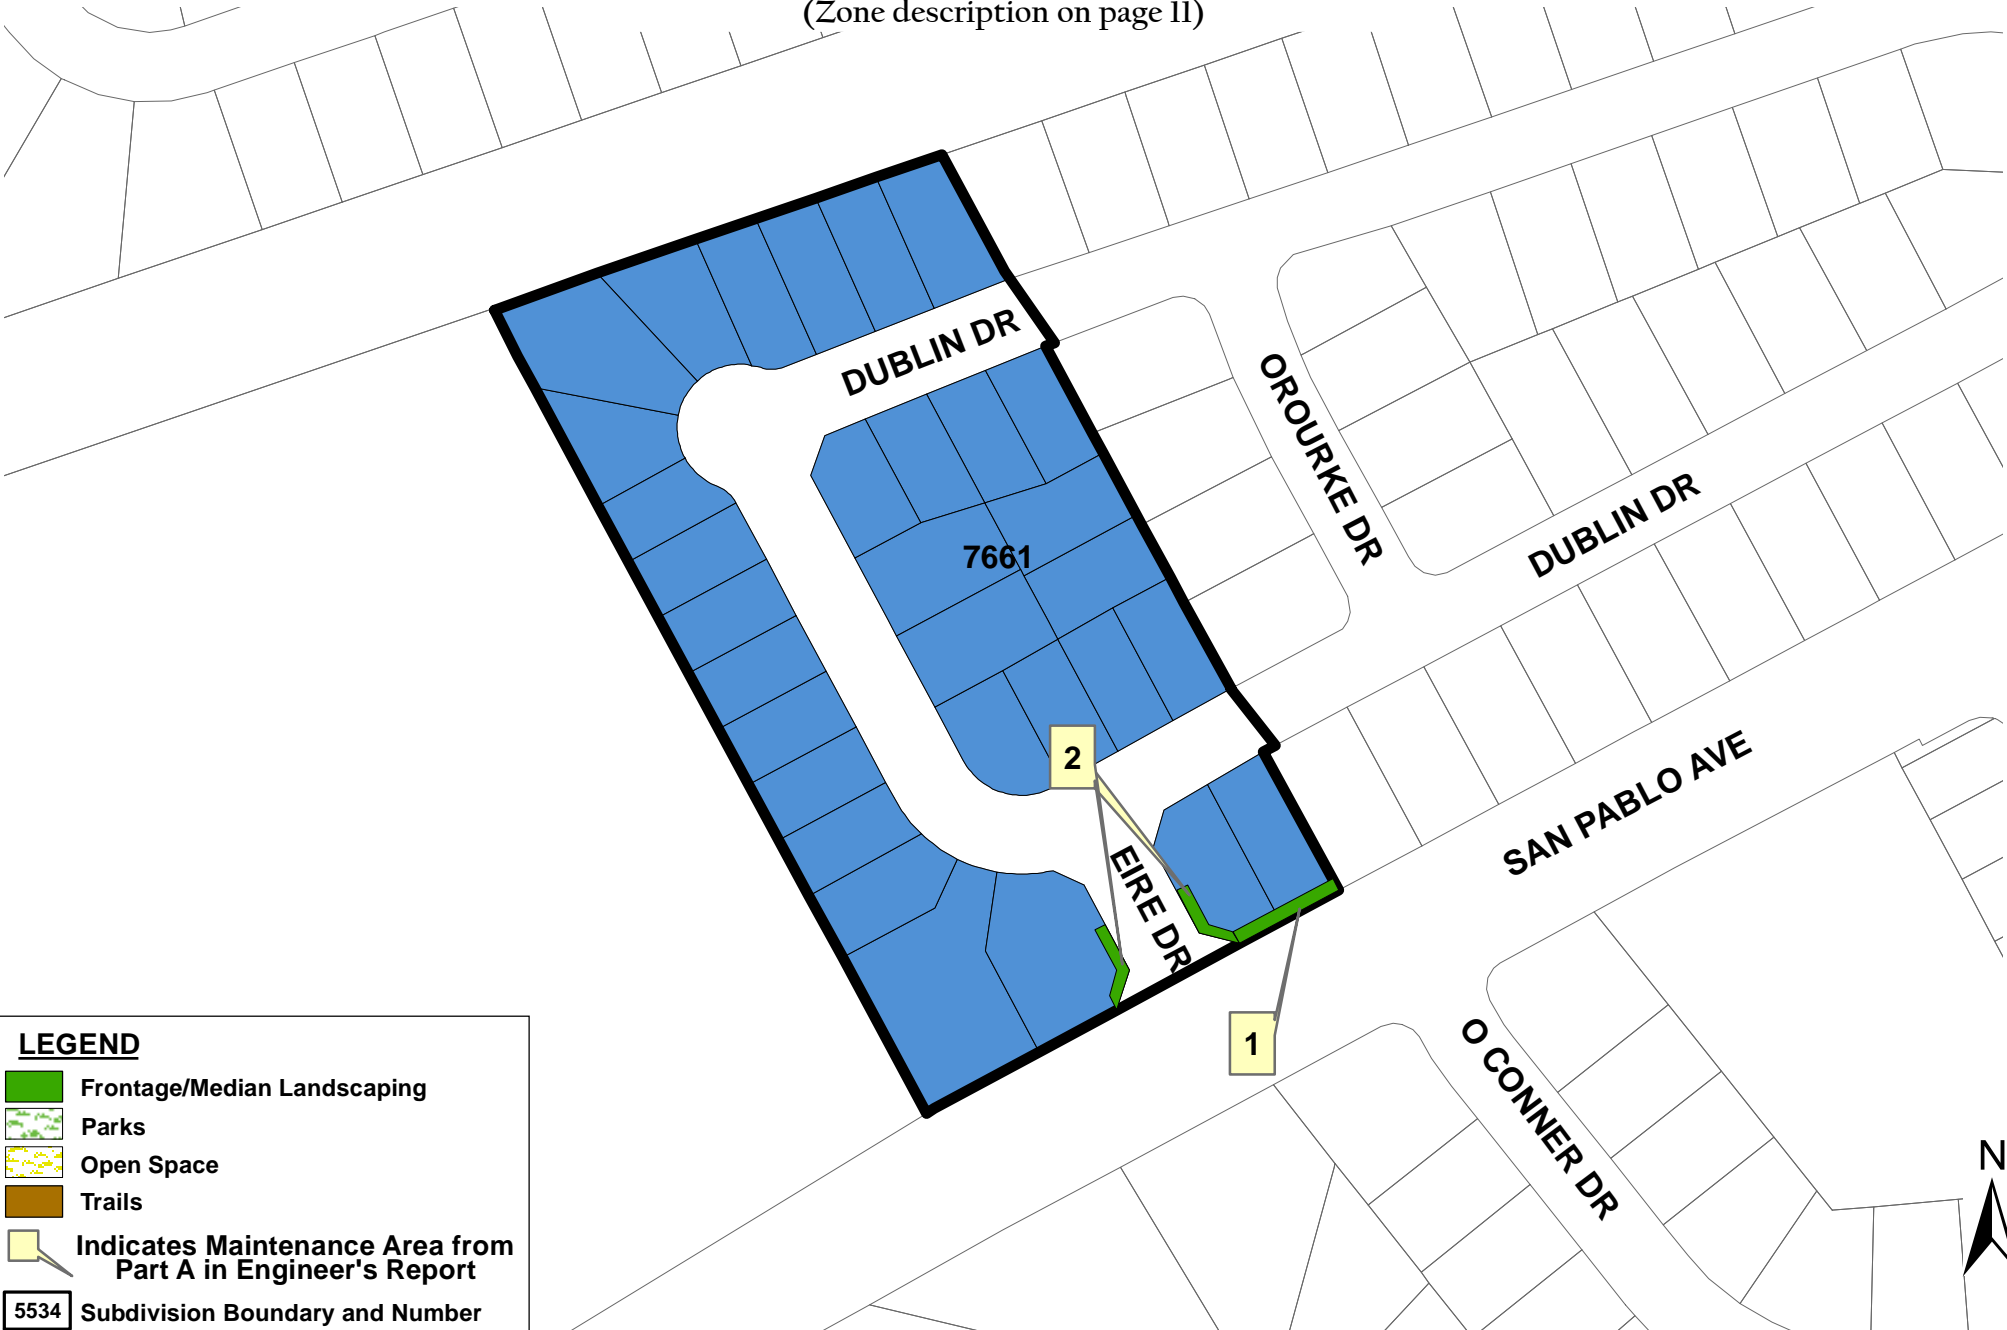 (Zone description on page 11)
DUBLIN DR
OROURKE DR
7661
DUBLIN DR
2
SAN PABLO AVE
EIRE DR
1
O CONNER DR
N
LEGEND
Frontage/Median Landscaping
Parks
Open Space
Trails
Indicates Maintenance Area from
Part A in Engineer's Report
5534 Subdivision Boundary and Number